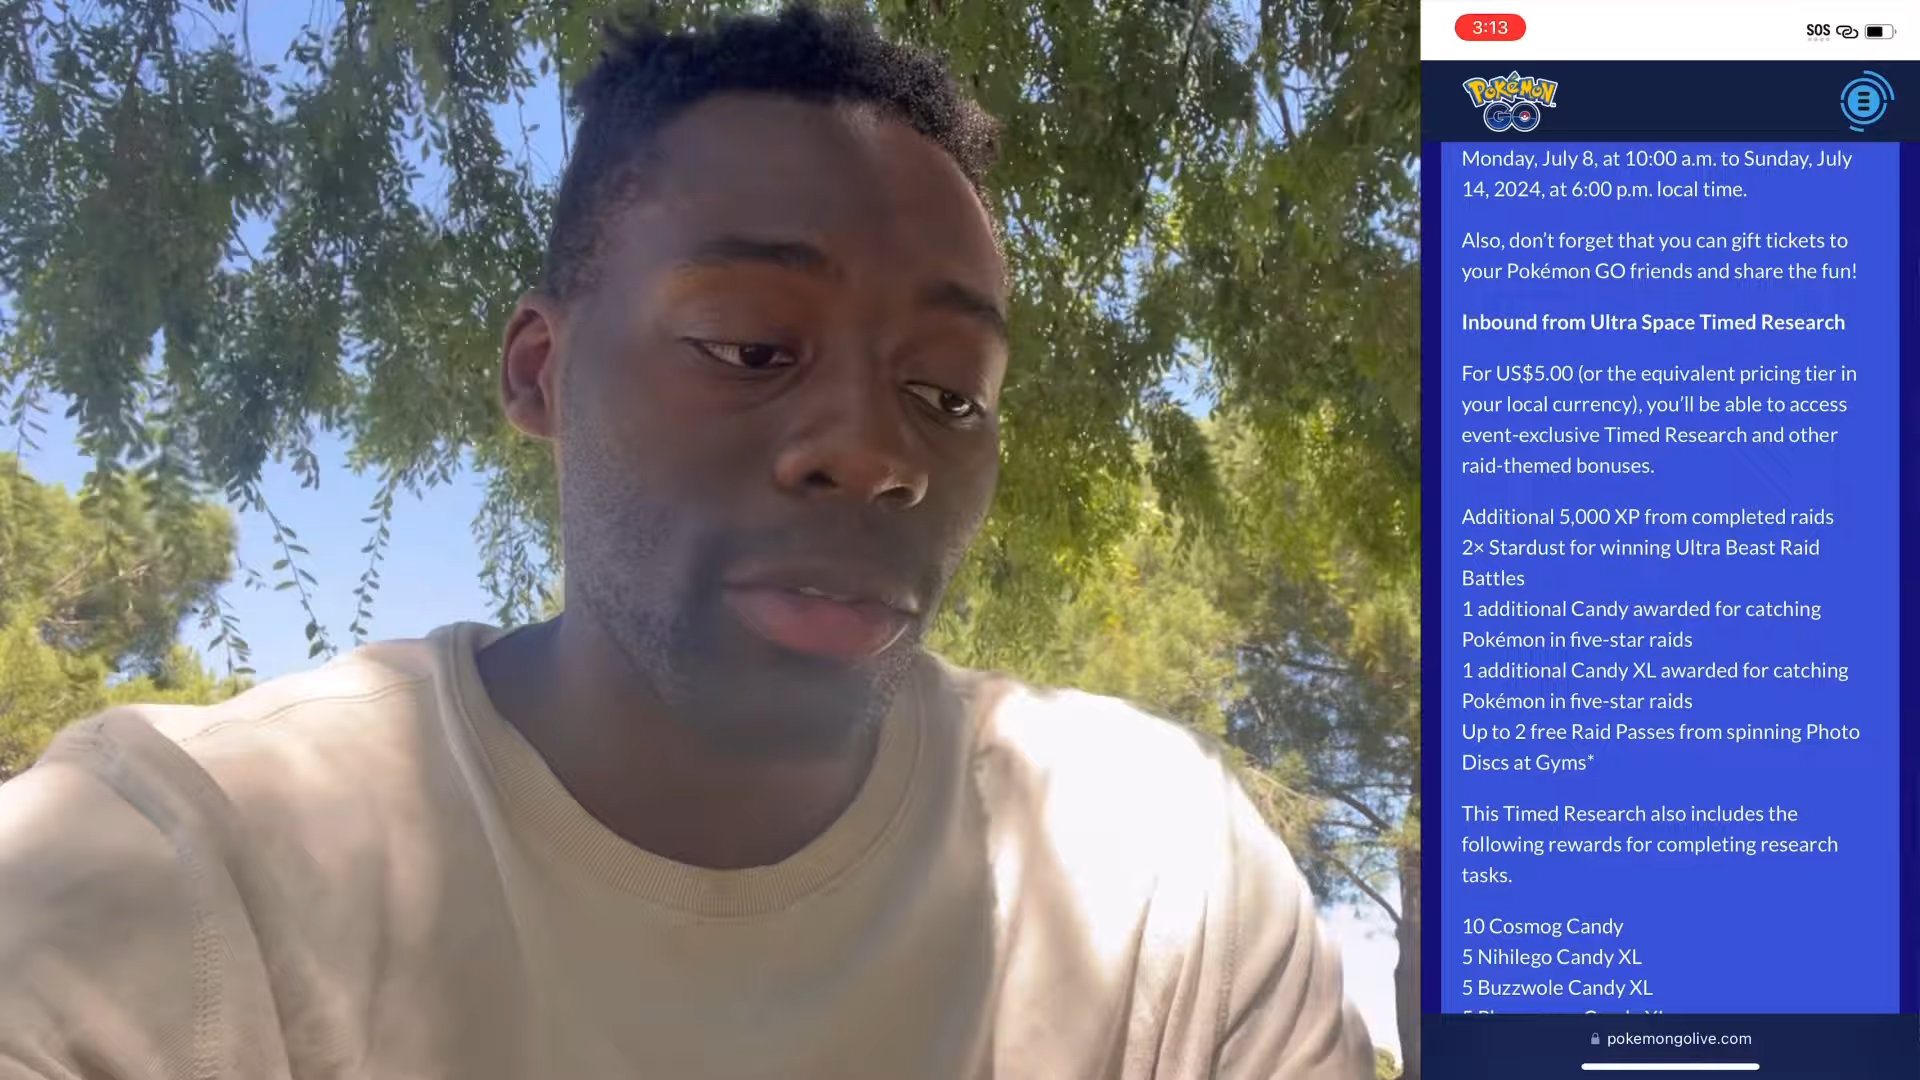 3:13
SOS
POKéMON
GO
Monday, July 8, at 10:00 a.m. to Sunday, July
14, 2024, at 6:00 p.m. local time.
Also, don’t forget that you can gift tickets to
your Pokémon GO friends and share the fun!
Inbound from Ultra Space Timed Research
For US$5.00 (or the equivalent pricing tier in
your local currency), you’ll be able to access
event-exclusive Timed Research and other
raid-themed bonuses.
Additional 5,000 XP from completed raids
2× Stardust for winning Ultra Beast Raid
Battles
1 additional Candy awarded for catching
Pokémon in five-star raids
1 additional Candy XL awarded for catching
Pokémon in five-star raids
Up to 2 free Raid Passes from spinning Photo
Discs at Gyms*
This Timed Research also includes the
following rewards for completing research
tasks.
10 Cosmog Candy
5 Nihilego Candy XL
5 Buzzwole Candy XL
pokemongolive.com